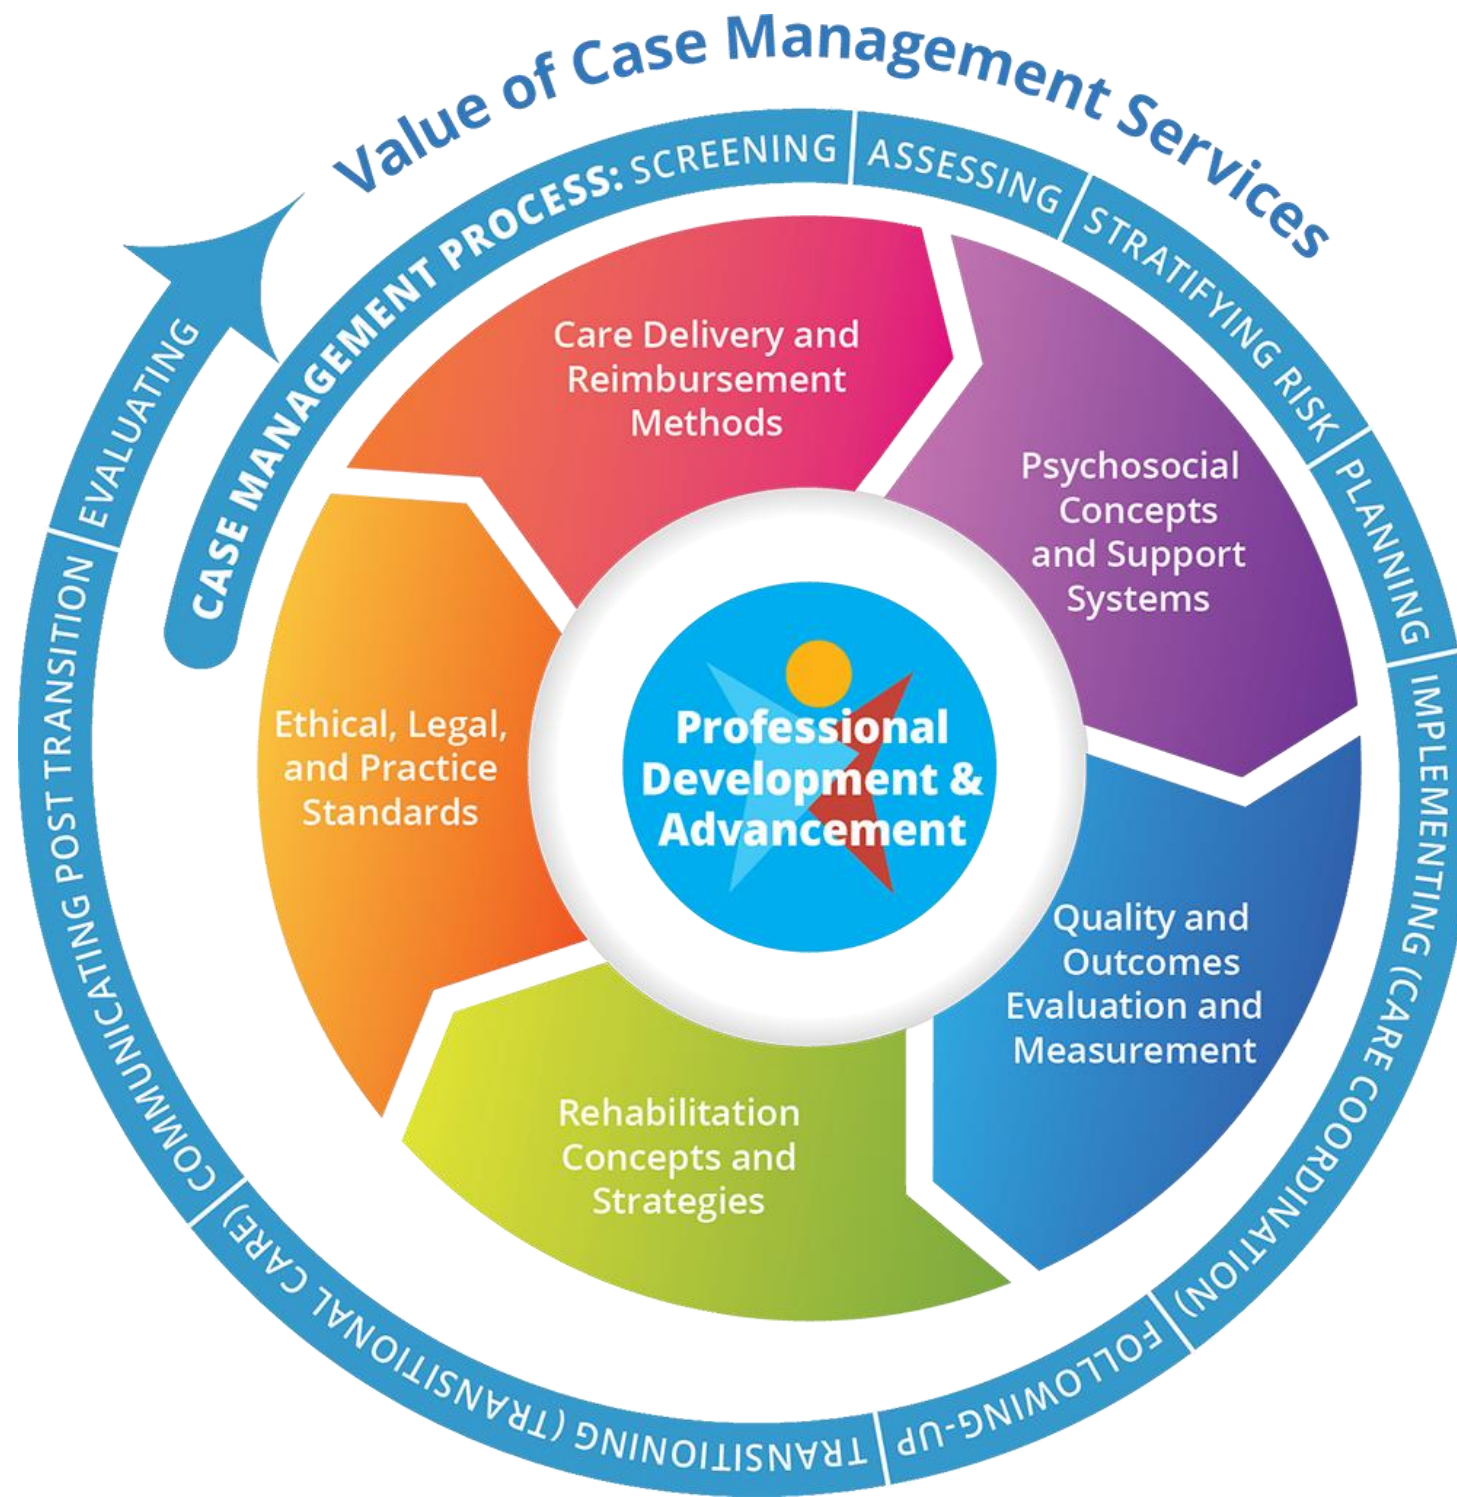 Value of Case Management Services
CASE MANAGEMENT PROCESS: SCREENING
ASSESSING
STRATIFYING RISK
PLANNING
IMPLEMENTING (CARE COORDINATION)
FOLLOWING-UP
TRANSITIONING (TRANSITIONAL CARE)
COMMUNICATING POST TRANSITION
EVALUATING
Care Delivery and
Reimbursement
Methods
Psychosocial
Concepts
and Support
Systems
Quality and
Outcomes
Evaluation and
Measurement
Rehabilitation
Concepts and
Strategies
Ethical, Legal,
and Practice
Standards
Professional
Development &
Advancement